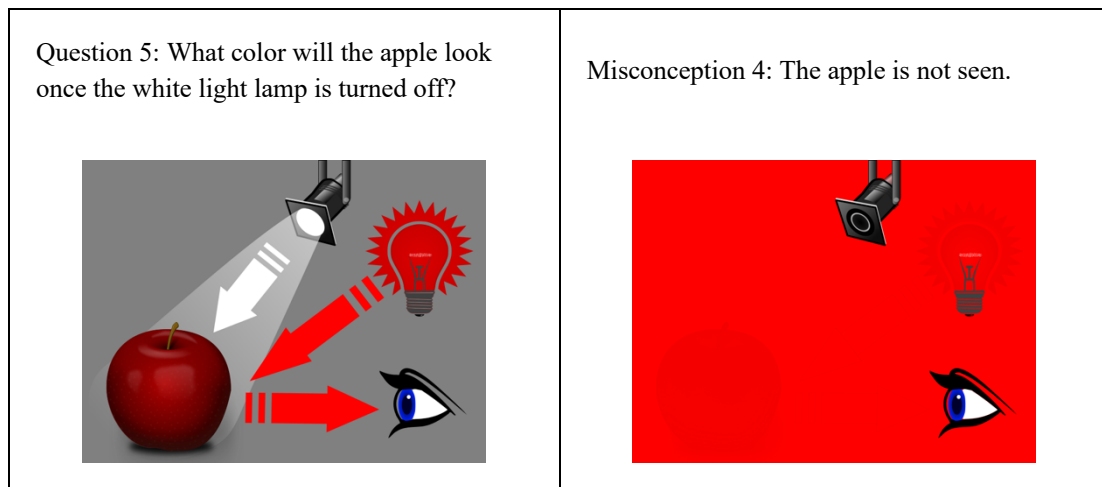 Question 5: What color will the apple look
once the white light lamp is turned off?
Misconception 4: The apple is not seen.